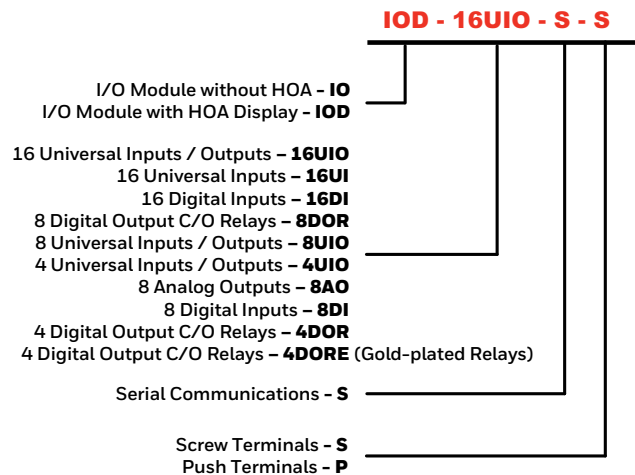 IOD - 16UIO - S - S
I/O Module without HOA - IO
I/O Module with HOA Display - IOD
16 Universal Inputs / Outputs – 16UIO
16 Universal Inputs – 16UI
16 Digital Inputs – 16DI
8 Digital Output C/O Relays – 8DOR
8 Universal Inputs / Outputs – 8UIO
4 Universal Inputs / Outputs – 4UIO
8 Analog Outputs – 8AO
8 Digital Inputs – 8DI
4 Digital Output C/O Relays – 4DOR
4 Digital Output C/O Relays – 4DORE (Gold-plated Relays)
Serial Communications - S
Screw Terminals - S
Push Terminals - P